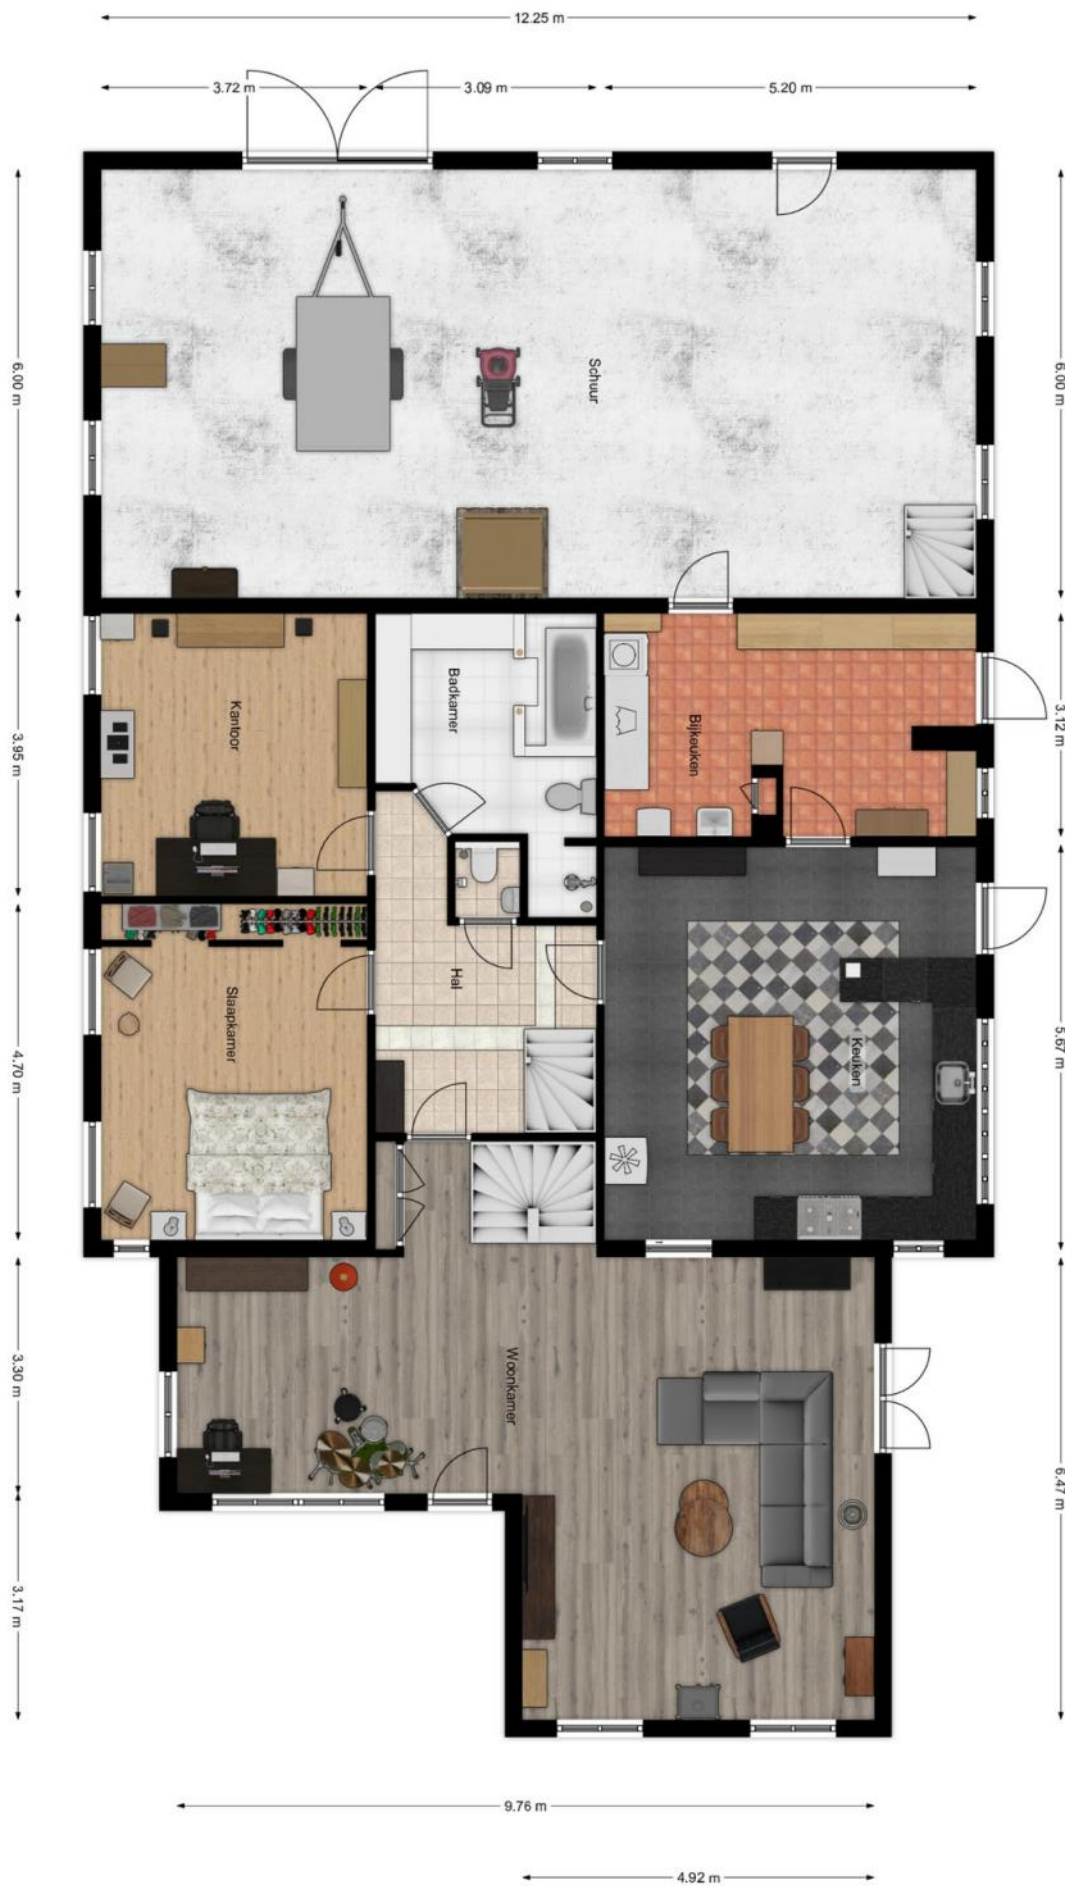 12.25 m
3.72 m
3.09 m
5.20 m
6.00 m
Schuur
6.00 m
Kantoor
Badkamer
Bijkeuken
3.12 m
3.95 m
Slaapkamer
Hal
Keuken
5.67 m
4.70 m
Woonkamer
3.30 m
6.47 m
3.17 m
9.76 m
4.92 m